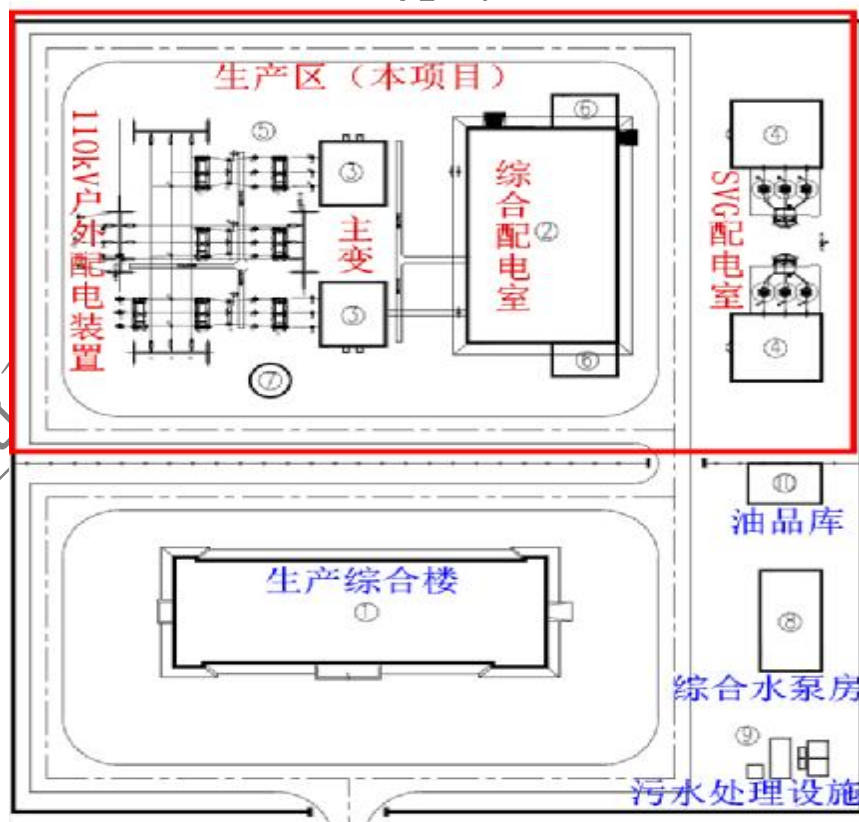 生产区（本项目）
110kV户外配电装置
⑤
⑥
③
主变
③
综合配电室
②
⑥
④
SVG配电室
④
⑦
⑪
油品库
生产综合楼
①
⑧
综合水泵房
⑨
污水处理设施